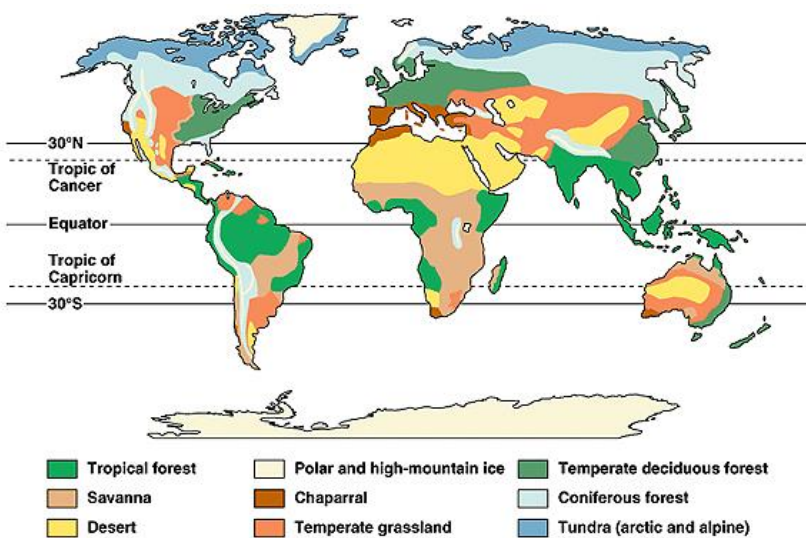 30°N
Tropic of
Cancer
Equator
Tropic of
Capricorn
30°S
Tropical forest
Polar and high-mountain ice
Temperate deciduous forest
Savanna
Chaparral
Coniferous forest
Desert
Temperate grassland
Tundra (arctic and alpine)